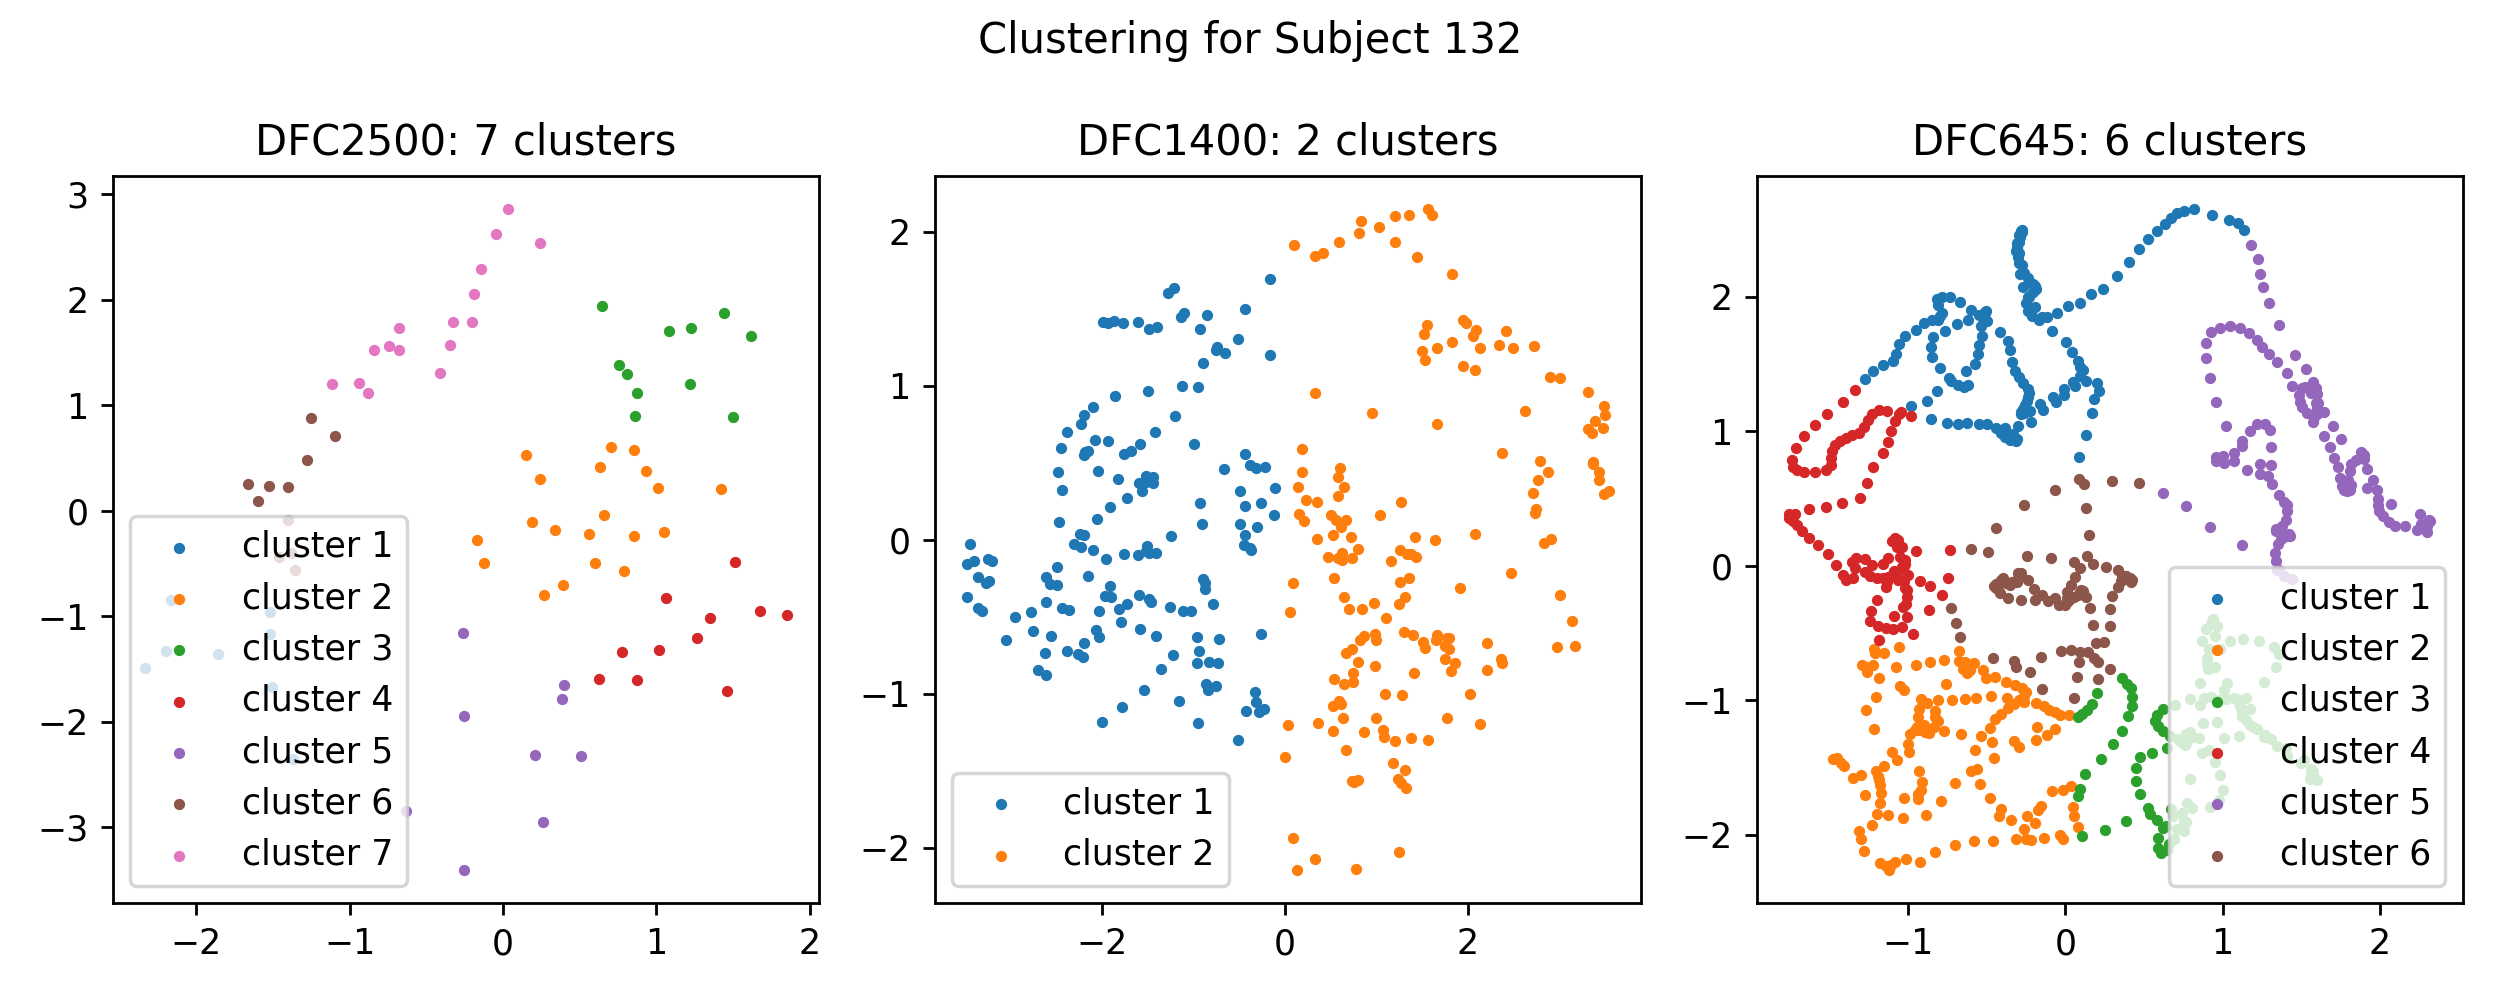 Clustering for Subject 132
DFC2500: 7 clusters
3
2
1
0
−1
−2
−3
−2
−1
0
1
2
cluster 1
cluster 2
cluster 3
cluster 4
cluster 5
cluster 6
cluster 7
DFC1400: 2 clusters
2
1
0
−1
−2
−2
0
2
cluster 1
cluster 2
DFC645: 6 clusters
2
1
0
−1
−2
−1
0
1
2
cluster 1
cluster 2
cluster 3
cluster 4
cluster 5
cluster 6